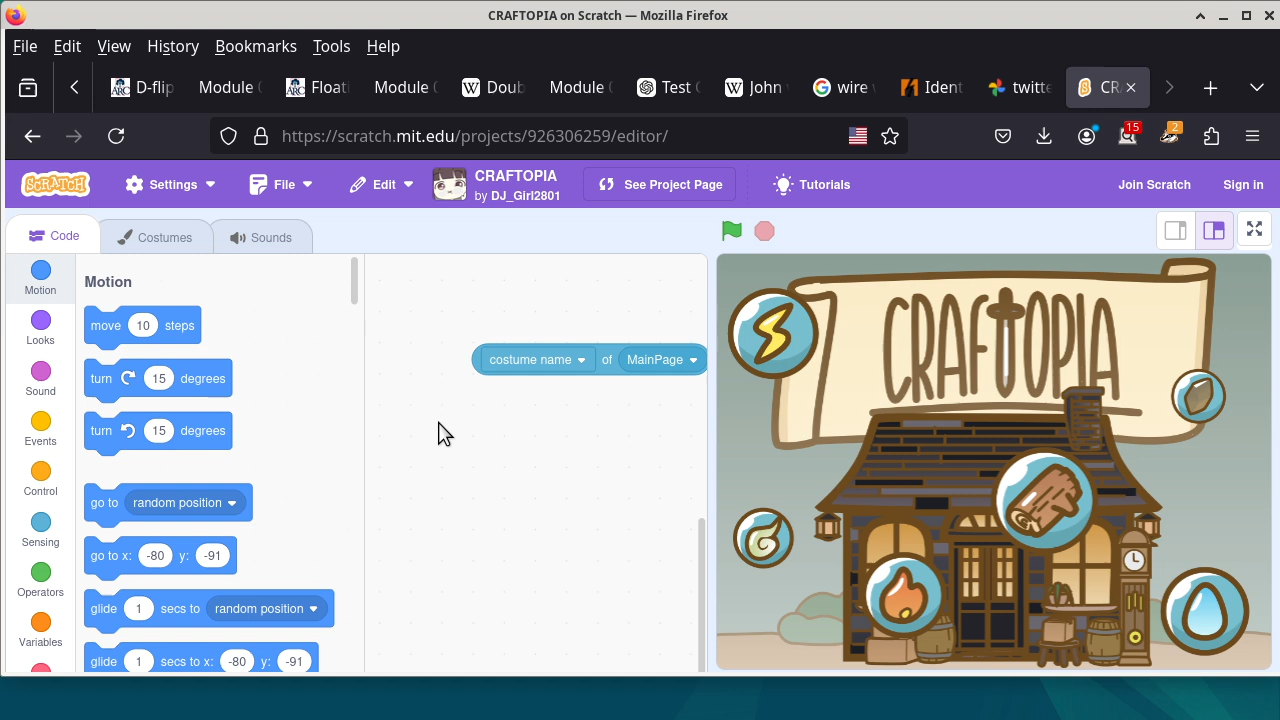 CRAFTOPIA on Scratch — Mozilla Firefox
File Edit View History Bookmarks Tools Help
D-flip Module ( Floati Module ( Doub Module ( Test C John wire Ident twitte CR
https://scratch.mit.edu/projects/926306259/editor/
15 2
SCRATCH Settings File Edit CRAFTOPIA by DJ_Girl2801 See Project Page Tutorials Join Scratch Sign in
Code Costumes Sounds
Motion
Looks
Sound
Events
Control
Sensing
Operators
Variables
Motion
move 10 steps
turn 15 degrees
turn 15 degrees
go to random position
go to x: -80 y: -91
glide 1 secs to random position
glide 1 secs to x: -80 y: -91
costume name of MainPage
CRAFTOPIA